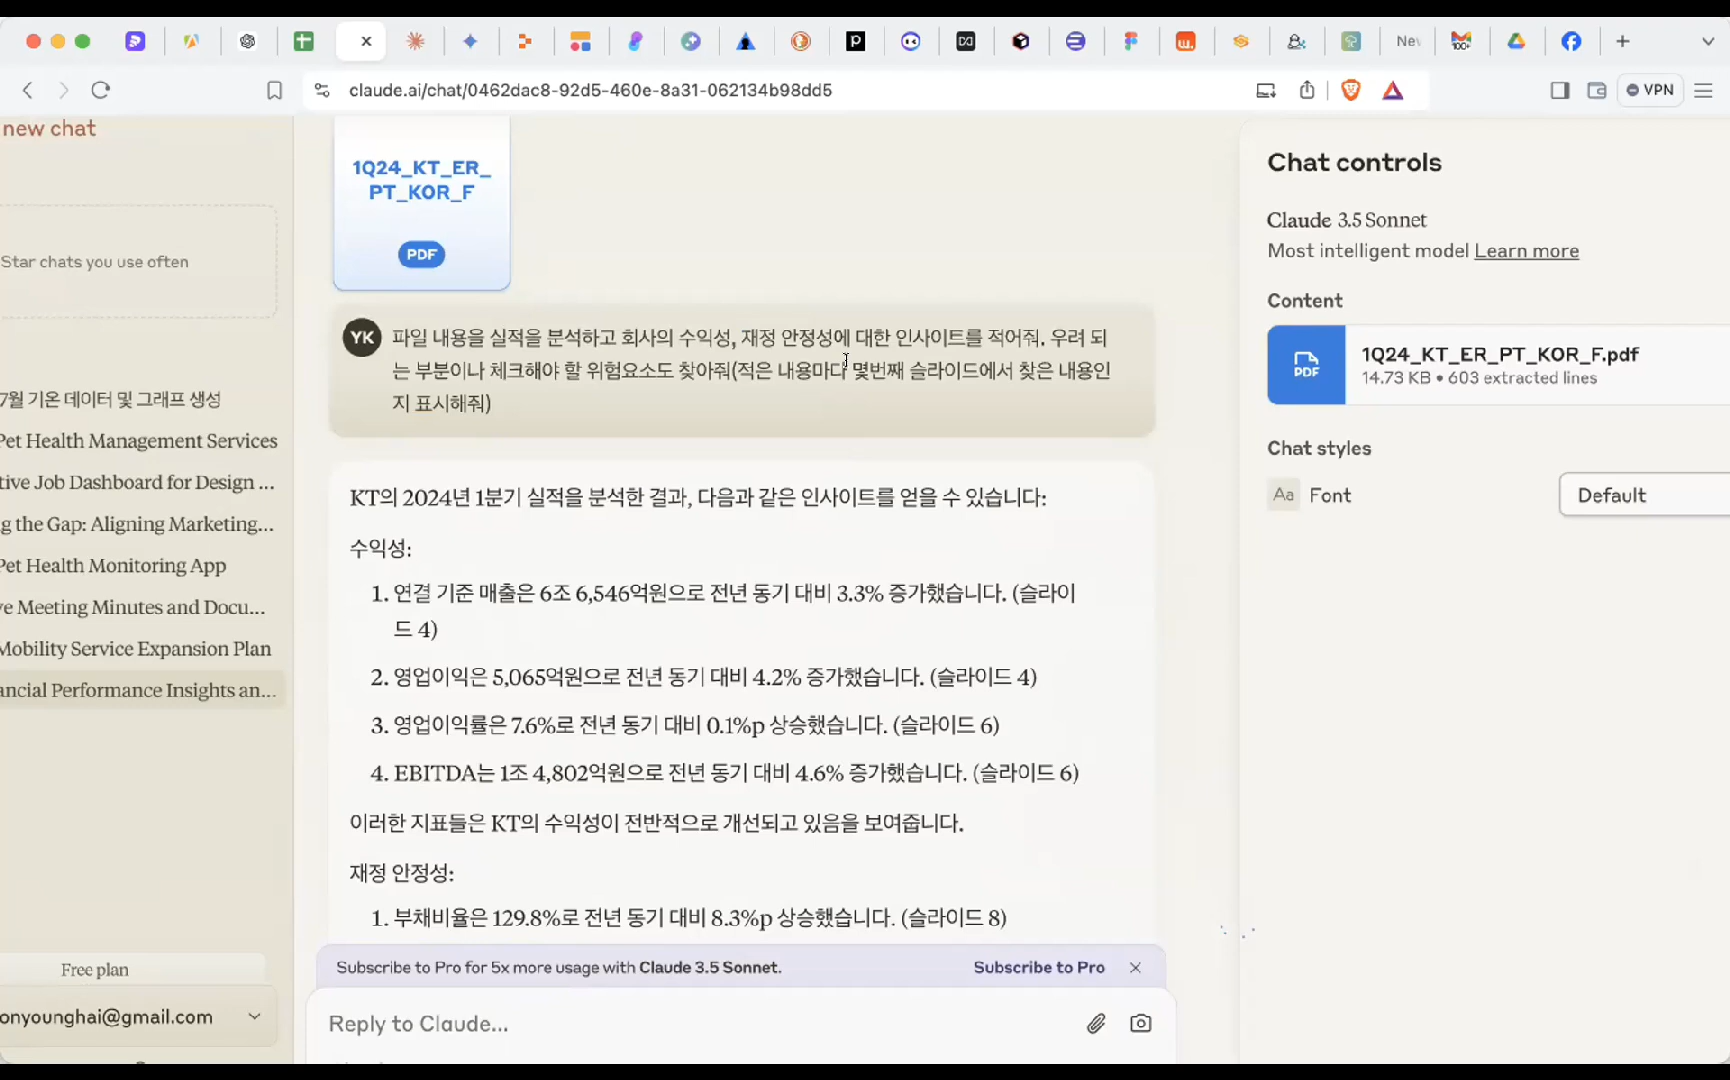 New
100+
claude.ai/chat/0462dac8-92d5-460e-8a31-062134b98dd5
VPN
new chat
Star chats you use often
7월 기온 데이터 및 그래프 생성
Pet Health Management Services
tive Job Dashboard for Design ...
g the Gap: Aligning Marketing...
Pet Health Monitoring App
ve Meeting Minutes and Docu...
Mobility Service Expansion Plan
ancial Performance Insights an...
Free plan
onyounghai@gmail.com
1Q24_KT_ER_
PT_KOR_F
PDF
YK
파일 내용을 실적을 분석하고 회사의 수익성, 재정 안정성에 대한 인사이트를 적어줘. 우려 되
는 부분이나 체크해야 할 위험요소도 찾아줘(적은 내용마다 몇번째 슬라이드에서 찾은 내용인
지 표시해줘)
KT의 2024년 1분기 실적을 분석한 결과, 다음과 같은 인사이트를 얻을 수 있습니다:
수익성:
1. 연결 기준 매출은 6조 6,546억원으로 전년 동기 대비 3.3% 증가했습니다. (슬라이
드 4)
2. 영업이익은 5,065억원으로 전년 동기 대비 4.2% 증가했습니다. (슬라이드 4)
3. 영업이익률은 7.6%로 전년 동기 대비 0.1%p 상승했습니다. (슬라이드 6)
4. EBITDA는 1조 4,802억원으로 전년 동기 대비 4.6% 증가했습니다. (슬라이드 6)
이러한 지표들은 KT의 수익성이 전반적으로 개선되고 있음을 보여줍니다.
재정 안정성:
1. 부채비율은 129.8%로 전년 동기 대비 8.3%p 상승했습니다. (슬라이드 8)
Subscribe to Pro for 5x more usage with Claude 3.5 Sonnet.
Subscribe to Pro
Reply to Claude...
Chat controls
Claude 3.5 Sonnet
Most intelligent model Learn more
Content
PDF
1Q24_KT_ER_PT_KOR_F.pdf
14.73 KB • 603 extracted lines
Chat styles
Aa Font
Default